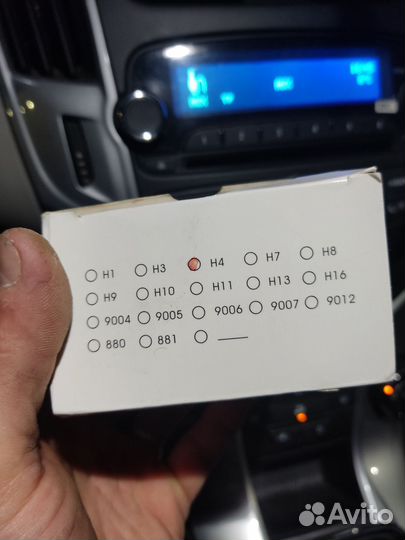 H1 H3 H4 H7 H8
H9 H10 H11 H13 H16
9004 9005 9006 9007 9012
880 881
Avito